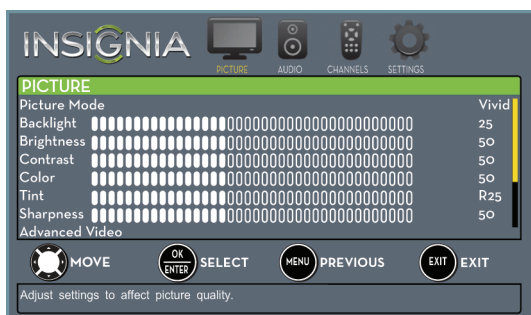 INSIGNIA
PICTURE AUDIO CHANNELS SETTINGS
PICTURE
Picture Mode Vivid
Backlight 25
Brightness 50
Contrast 50
Color 50
Tint R25
Sharpness 50
Advanced Video
MOVE OK ENTER SELECT MENU PREVIOUS EXIT EXIT
Adjust settings to affect picture quality.